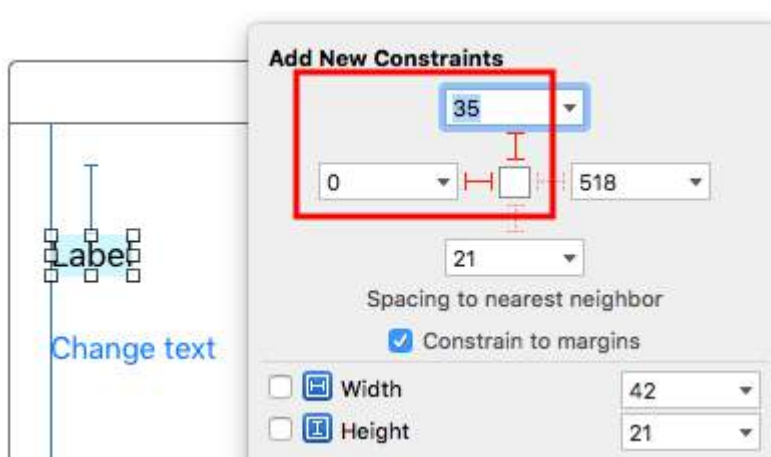 Add New Constraints
35
0
518
Label
21
Spacing to nearest neighbor
Change text
Constrain to margins
Width
42
Height
21